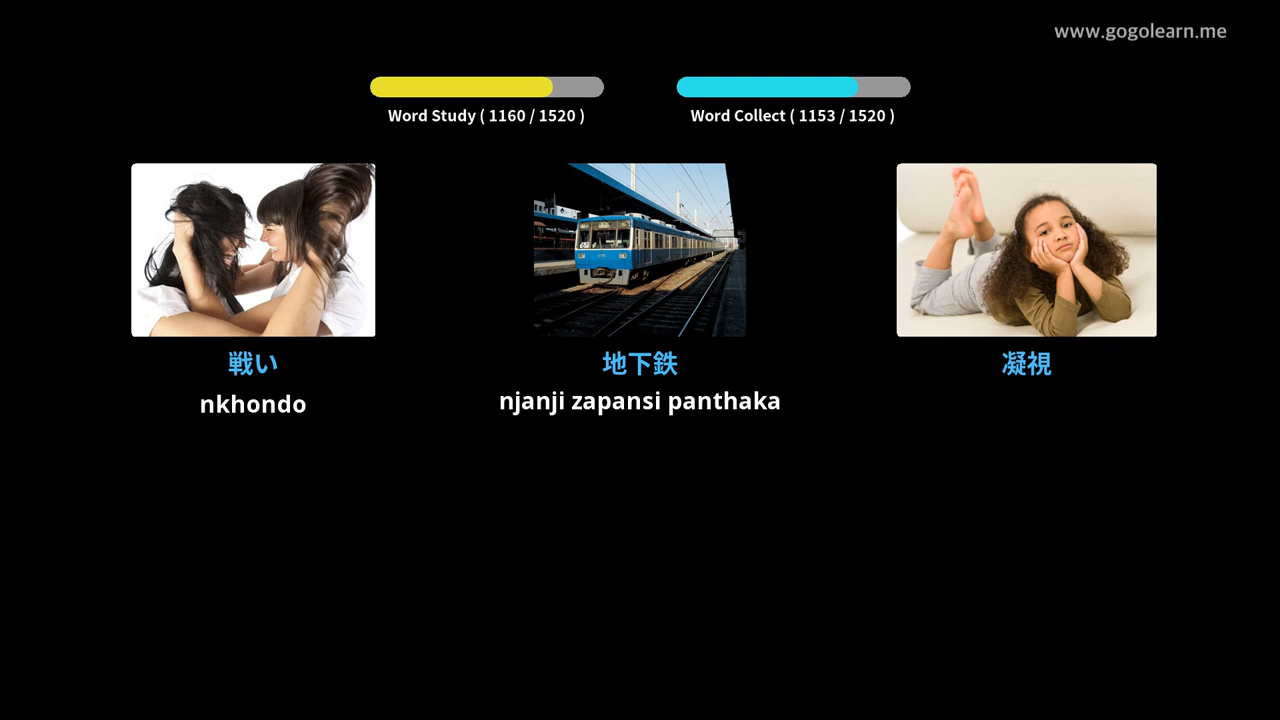 www.gogolearn.me
Word Study ( 1160 / 1520 )
Word Collect ( 1153 / 1520 )
戦い
地下鉄
凝視
nkhondo
njanji zapansi panthaka